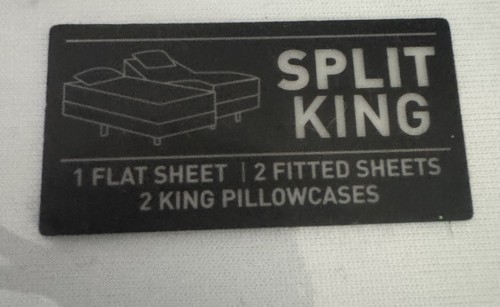 SPLIT
KING
1 FLAT SHEET | 2 FITTED SHEETS
2 KING PILLOWCASES